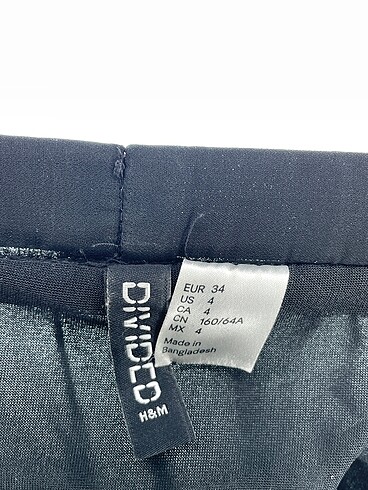 DIVIDED
H&M
EUR 34
US 4
CA 4
CN 160/64A
MX 4
Made in
Bangladesh